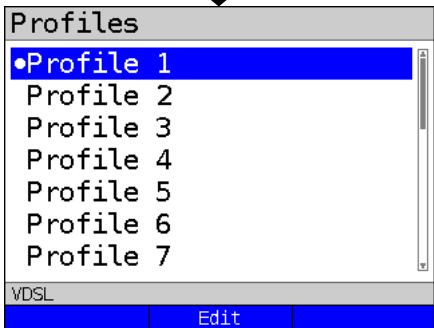 Profiles
•Profile 1
Profile 2
Profile 3
Profile 4
Profile 5
Profile 6
Profile 7
VDSL
Edit